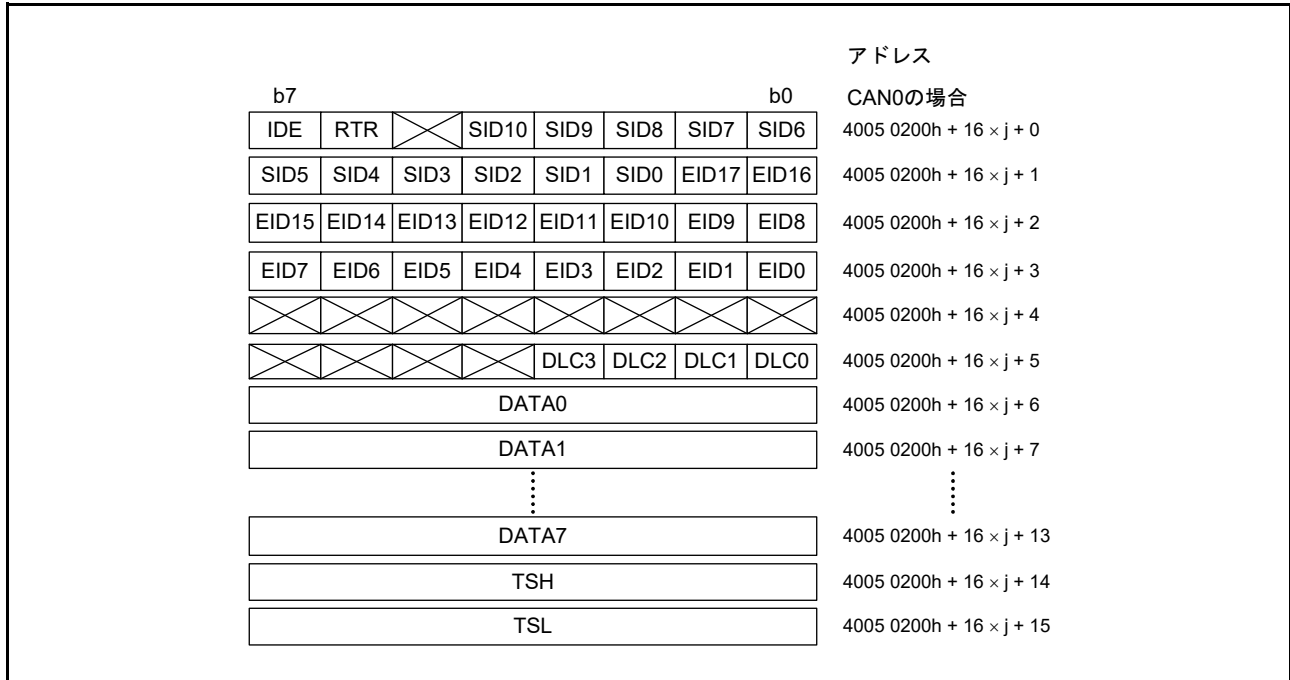 アドレス
b7 b0 CAN0の場合
IDE RTR SID10 SID9 SID8 SID7 SID6 4005 0200h + 16 × j + 0
SID5 SID4 SID3 SID2 SID1 SID0 EID17 EID16 4005 0200h + 16 × j + 1
EID15 EID14 EID13 EID12 EID11 EID10 EID9 EID8 4005 0200h + 16 × j + 2
EID7 EID6 EID5 EID4 EID3 EID2 EID1 EID0 4005 0200h + 16 × j + 3
4005 0200h + 16 × j + 4
DLC3 DLC2 DLC1 DLC0 4005 0200h + 16 × j + 5
DATA0 4005 0200h + 16 × j + 6
DATA1 4005 0200h + 16 × j + 7
DATA7 4005 0200h + 16 × j + 13
TSH 4005 0200h + 16 × j + 14
TSL 4005 0200h + 16 × j + 15